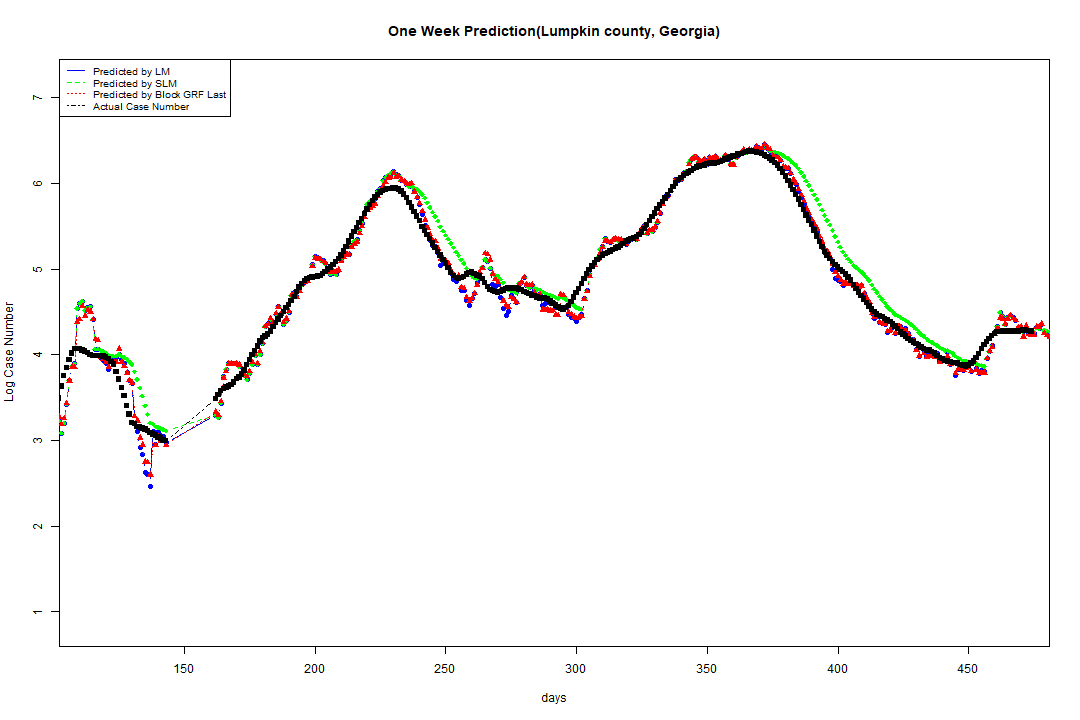 One Week Prediction(Lumpkin county, Georgia)
Predicted by LM
Predicted by SLM
Predicted by Block GRF Last
Actual Case Number
Log Case Number
7
6
5
4
3
2
1
150 200 250 300 350 400 450
days